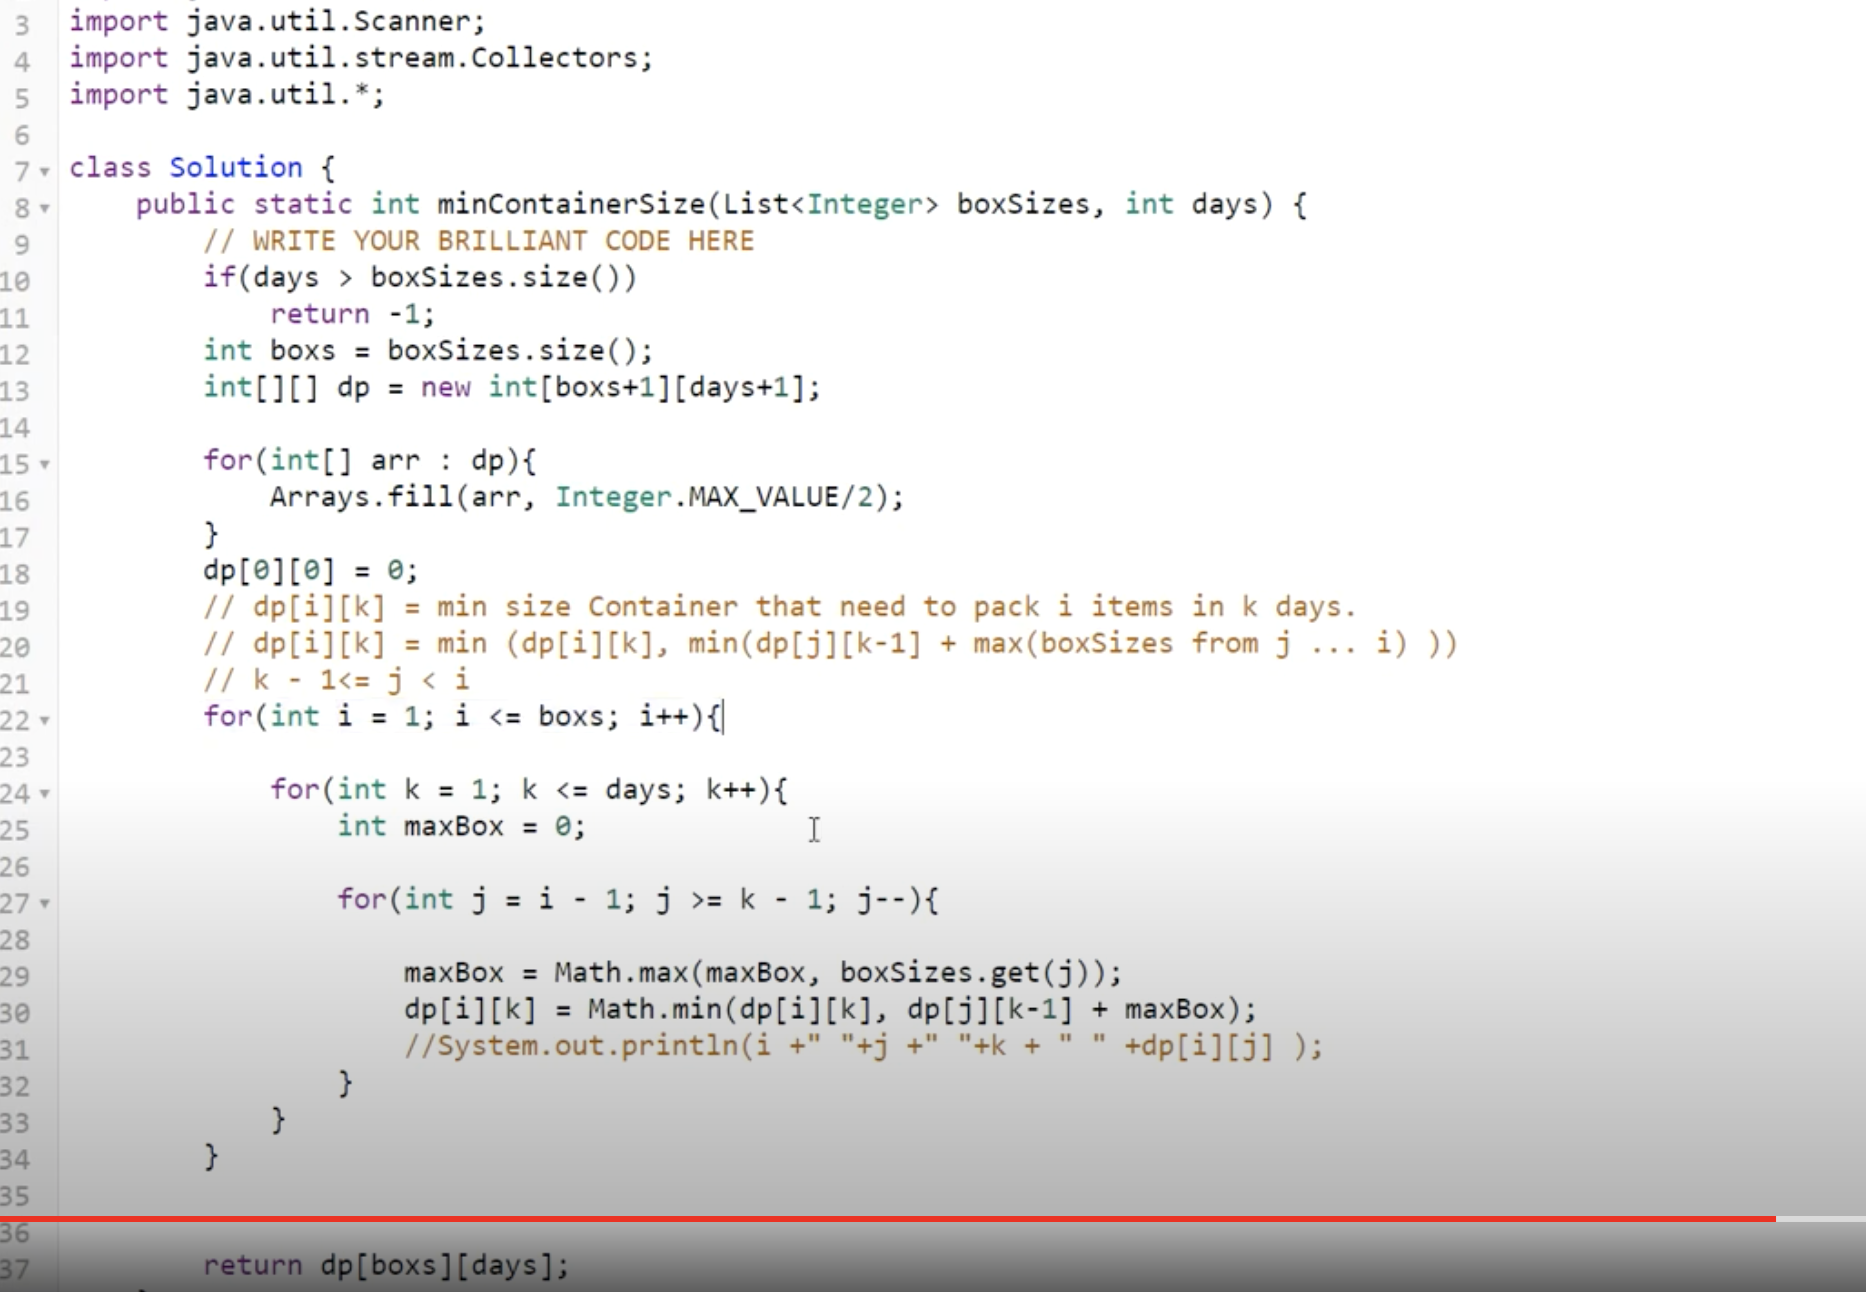 3 import java.util.Scanner;
4 import java.util.stream.Collectors;
5 import java.util.*;
6
7 class Solution {
8     public static int minContainerSize(List<Integer> boxSizes, int days) {
9         // WRITE YOUR BRILLIANT CODE HERE
10         if(days > boxSizes.size())
11             return -1;
12         int boxs = boxSizes.size();
13         int[][] dp = new int[boxs+1][days+1];
14
15         for(int[] arr : dp){
16             Arrays.fill(arr, Integer.MAX_VALUE/2);
17         }
18         dp[0][0] = 0;
19         // dp[i][k] = min size Container that need to pack i items in k days.
20         // dp[i][k] = min (dp[i][k], min(dp[j][k-1] + max(boxSizes from j ... i) ))
21         // k - 1<= j < i
22         for(int i = 1; i <= boxs; i++){
23
24             for(int k = 1; k <= days; k++){
25                 int maxBox = 0;
26
27                 for(int j = i - 1; j >= k - 1; j--){
28
29                     maxBox = Math.max(maxBox, boxSizes.get(j));
30                     dp[i][k] = Math.min(dp[i][k], dp[j][k-1] + maxBox);
31                     //System.out.println(i +" "+j +" "+k + " " +dp[i][j] );
32                 }
33             }
34         }
35
36
37         return dp[boxs][days];